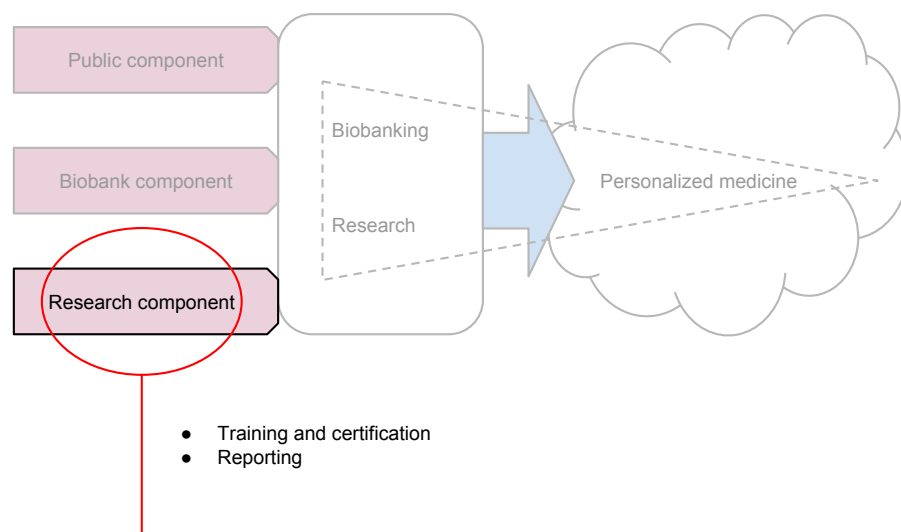 Public component
Biobanking
Biobank component
Personalized medicine
Research
Research component
● Training and certification
● Reporting